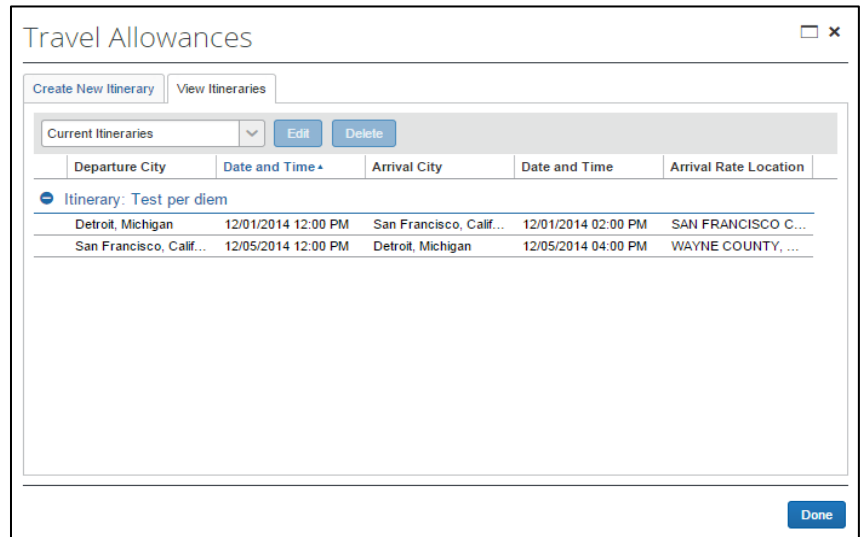 Travel Allowances
Create New Itinerary View Itineraries
Current Itineraries Edit Delete
Departure City Date and Time Arrival City Date and Time Arrival Rate Location
Itinerary: Test per diem
Detroit, Michigan 12/01/2014 12:00 PM San Francisco, Calif... 12/01/2014 02:00 PM SAN FRANCISCO C...
San Francisco, Calif... 12/05/2014 12:00 PM Detroit, Michigan 12/05/2014 04:00 PM WAYNE COUNTY, ...
Done